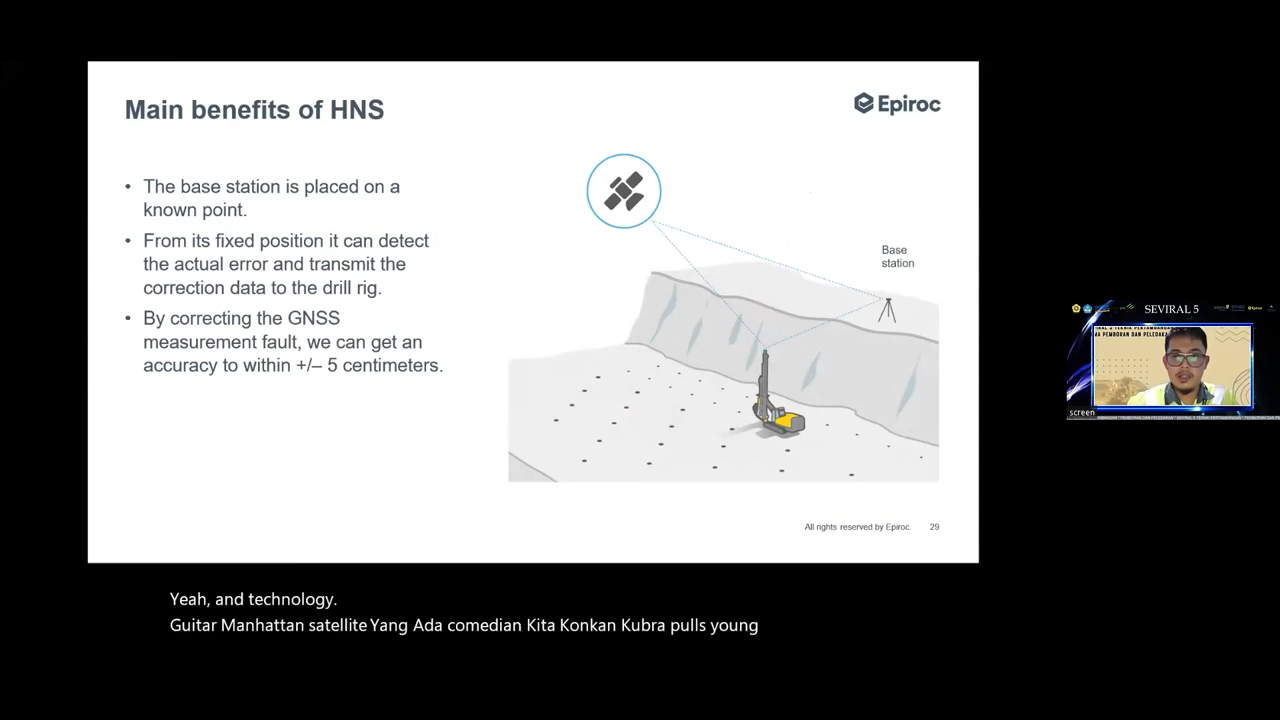 Main benefits of HNS
Epiroc
• The base station is placed on a
known point.
• From its fixed position it can detect
the actual error and transmit the
correction data to the drill rig.
• By correcting the GNSS
measurement fault, we can get an
accuracy to within +/– 5 centimeters.
Base
station
All rights reserved by Epiroc.
29
SEVIRAL 5
screen
Yeah, and technology.
Guitar Manhattan satellite Yang Ada comedian Kita Konkan Kubra pulls young